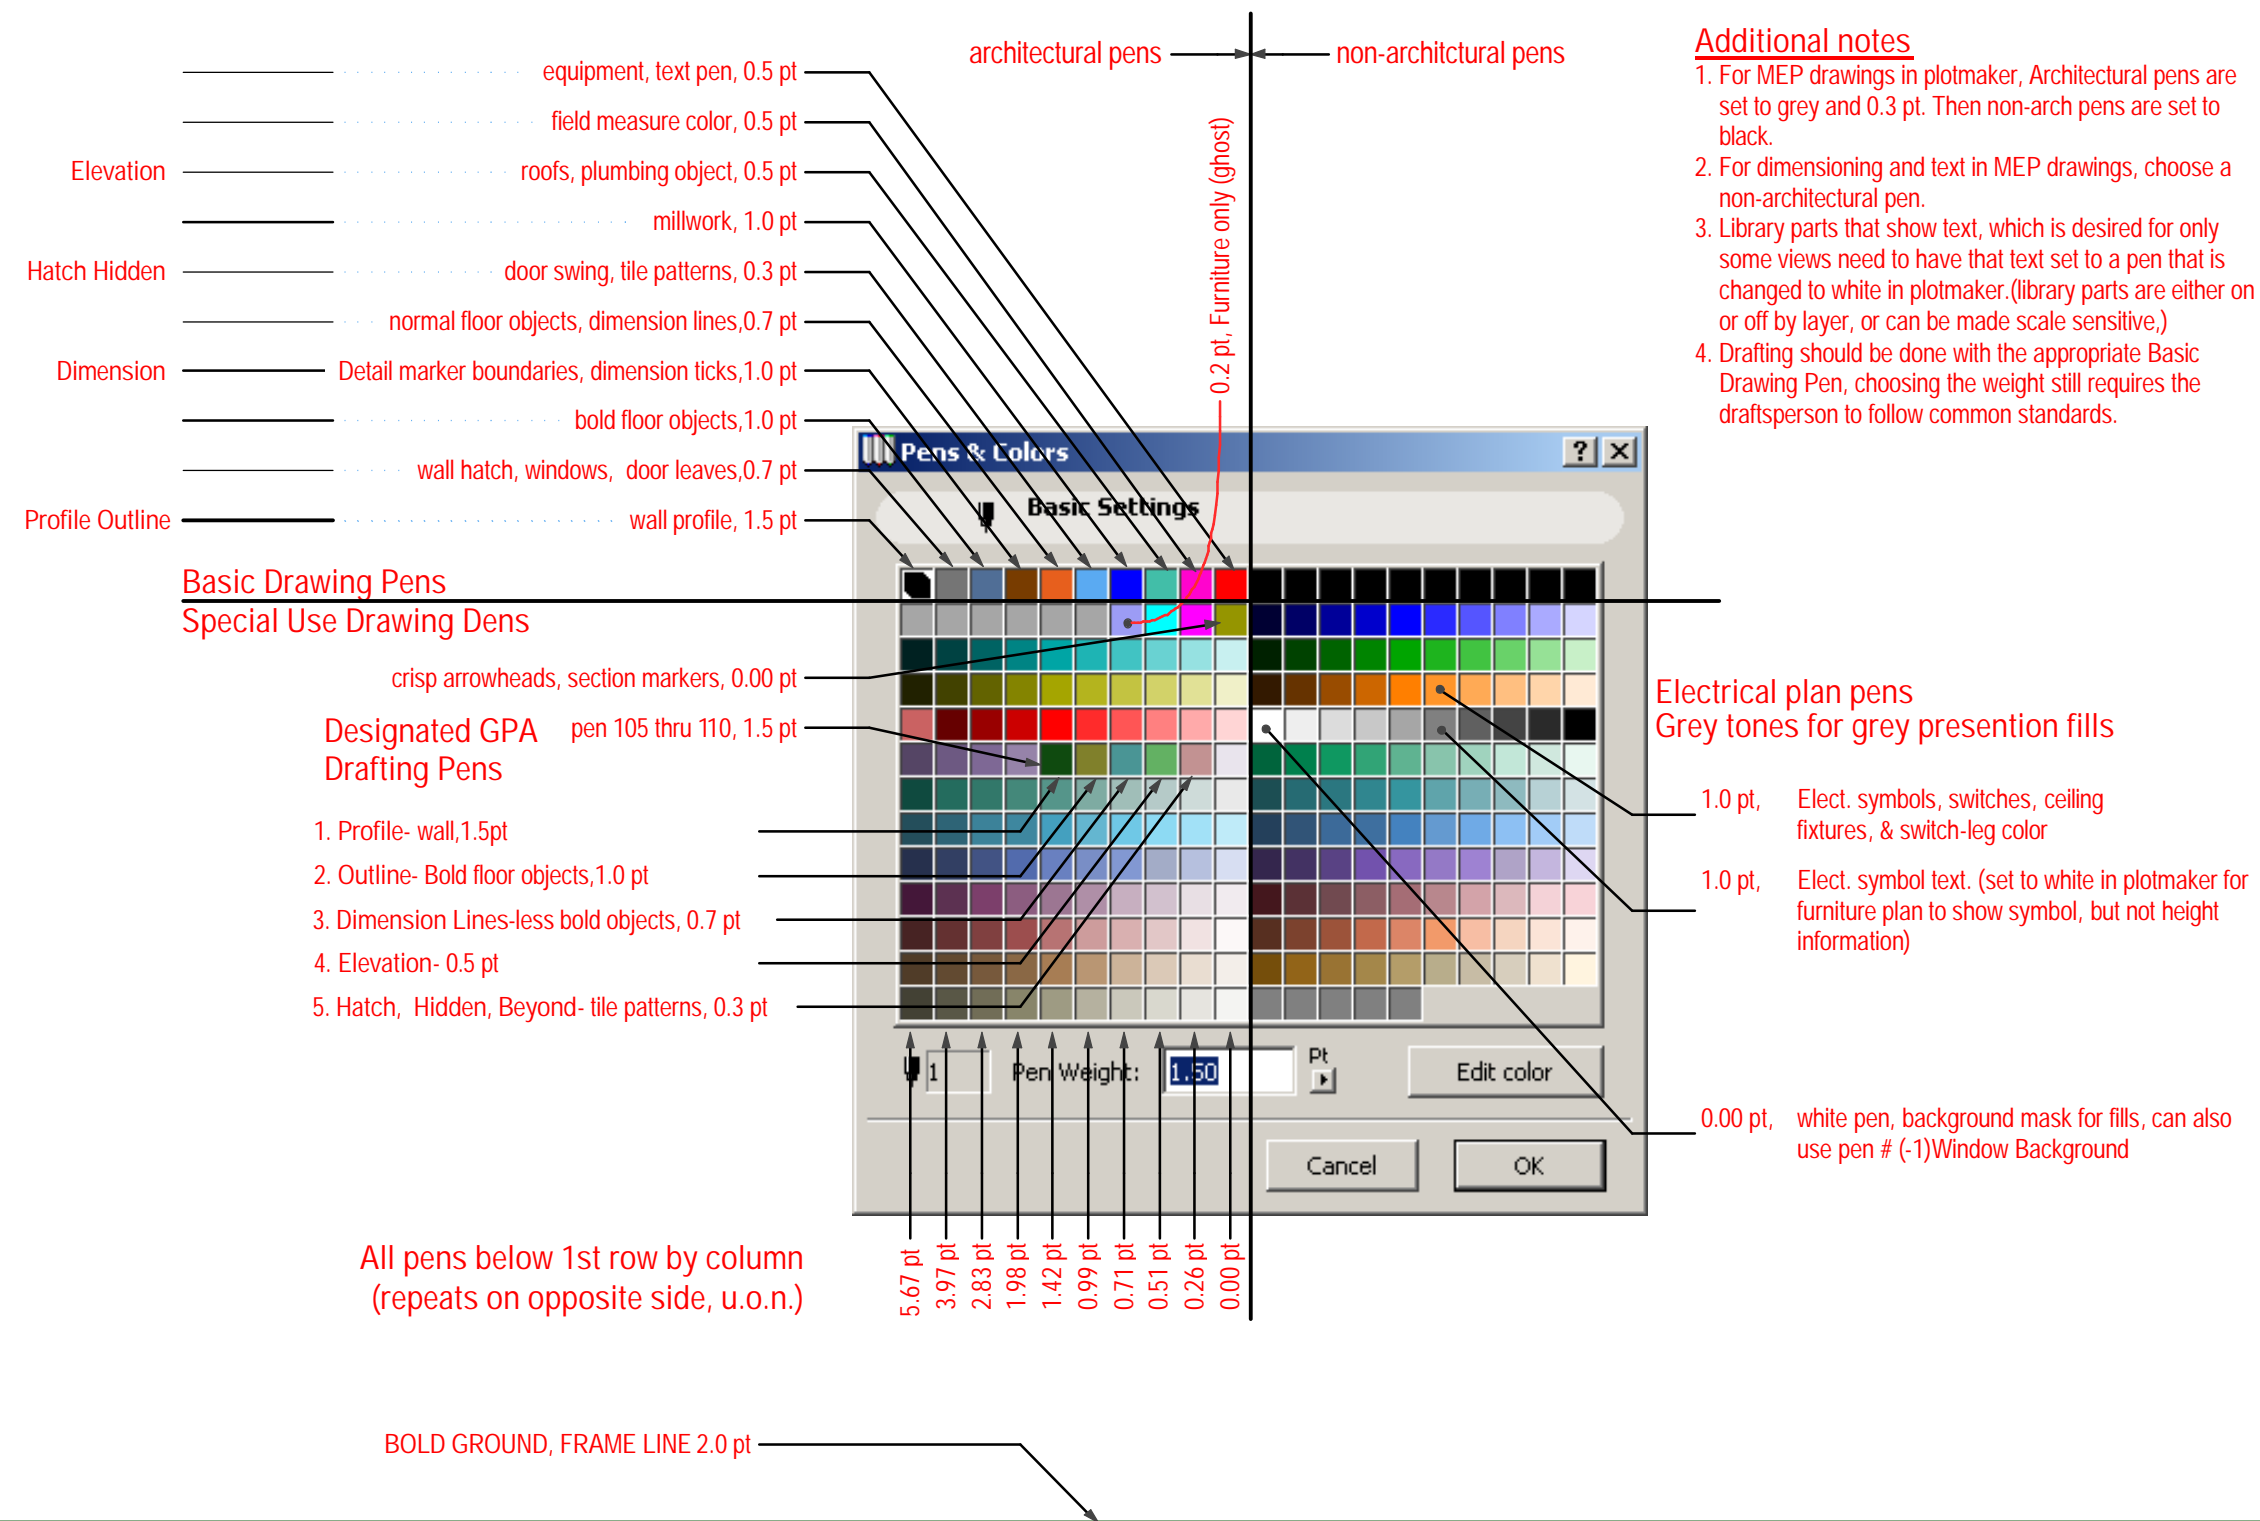 architectural pens
non-architctural pens
equipment, text pen, 0.5 pt
field measure color, 0.5 pt
Elevation
roofs, plumbing object, 0.5 pt
millwork, 1.0 pt
Hatch Hidden
door swing, tile patterns, 0.3 pt
normal floor objects, dimension lines,0.7 pt
Dimension
Detail marker boundaries, dimension ticks,1.0 pt
bold floor objects,1.0 pt
wall hatch, windows, door leaves,0.7 pt
Profile Outline
wall profile, 1.5 pt
0.2 pt, Furniture only (ghost)
Additional notes
1. For MEP drawings in plotmaker, Architectural pens are
set to grey and 0.3 pt. Then non-arch pens are set to
black.
2. For dimensioning and text in MEP drawings, choose a
non-architectural pen.
3. Library parts that show text, which is desired for only
some views need to have that text set to a pen that is
changed to white in plotmaker.(library parts are either on
or off by layer, or can be made scale sensitive,)
4. Drafting should be done with the appropriate Basic
Drawing Pen, choosing the weight still requires the
draftsperson to follow common standards.
Pens & Colors
Basic Settings
Basic Drawing Pens
Special Use Drawing Dens
crisp arrowheads, section markers, 0.00 pt
Designated GPA
Drafting Pens
pen 105 thru 110, 1.5 pt
1. Profile- wall,1.5pt
2. Outline- Bold floor objects,1.0 pt
3. Dimension Lines-less bold objects, 0.7 pt
4. Elevation- 0.5 pt
5. Hatch, Hidden, Beyond- tile patterns, 0.3 pt
Electrical plan pens
Grey tones for grey presention fills
1.0 pt, Elect. symbols, switches, ceiling
fixtures, & switch-leg color
1.0 pt, Elect. symbol text. (set to white in plotmaker for
furniture plan to show symbol, but not height
information)
0.00 pt, white pen, background mask for fills, can also
use pen # (-1)Window Background
1
Pen Weight:
1.50
Pt
Edit color
Cancel
OK
All pens below 1st row by column
(repeats on opposite side, u.o.n.)
5.67 pt
3.97 pt
2.83 pt
1.98 pt
1.42 pt
0.99 pt
0.71 pt
0.51 pt
0.26 pt
0.00 pt
BOLD GROUND, FRAME LINE 2.0 pt